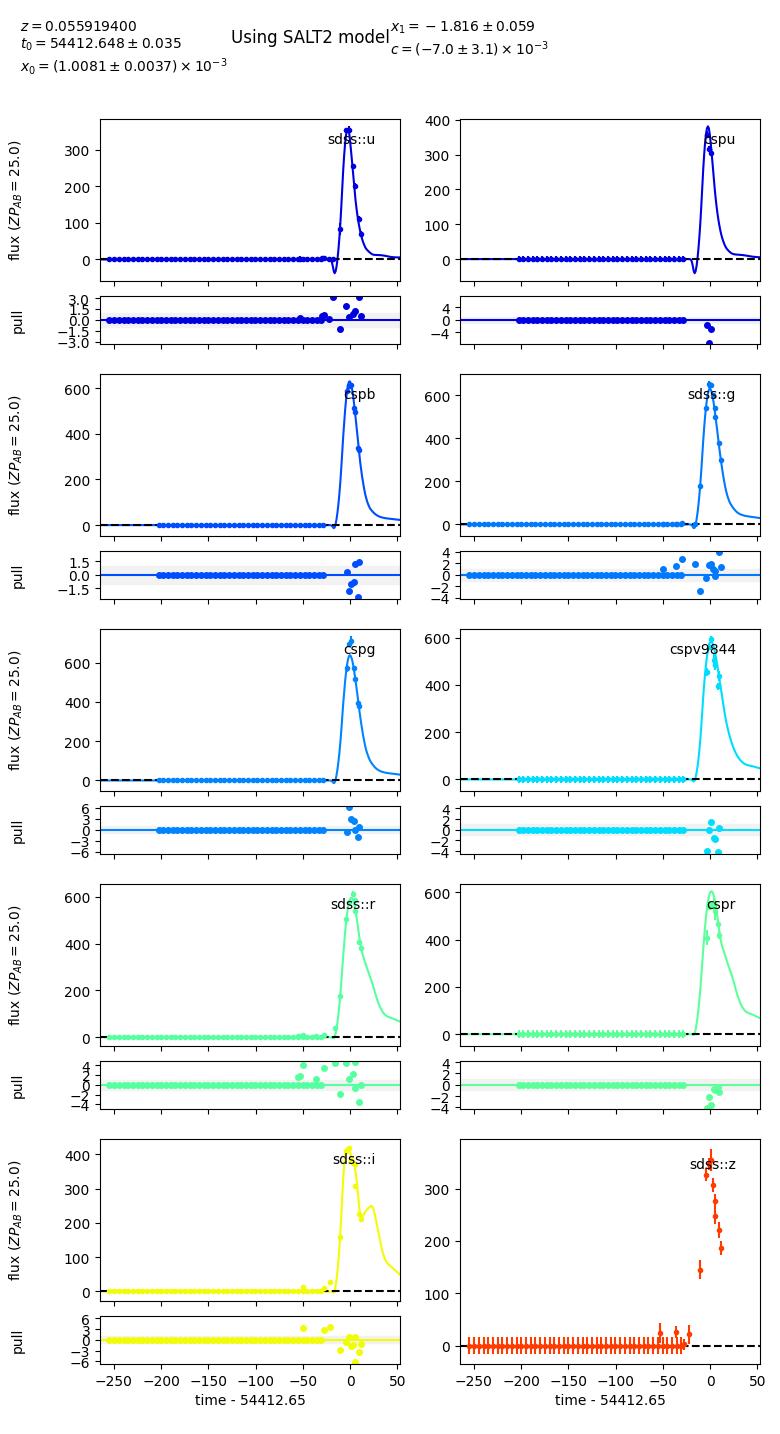 z = 0.055919400
t₀ = 54412.648 ± 0.035
x₀ = (1.0081 ± 0.0037) × 10⁻³
Using SALT2 model
x₁ = −1.816 ± 0.059
c = (−7.0 ± 3.1) × 10⁻³
flux (ZP_AB = 25.0)
300
200
100
0
sdss::u
400
300
200
100
0
cspu
pull
3.0
1.5
0.0
−1.5
−3.0
4
0
−4
flux (ZP_AB = 25.0)
600
400
200
0
cspb
600
400
200
0
sdss::g
pull
1.5
0.0
−1.5
4
2
0
−2
−4
flux (ZP_AB = 25.0)
600
400
200
0
cspg
600
400
200
0
cspv9844
pull
6
3
0
−3
−6
4
2
0
−2
−4
flux (ZP_AB = 25.0)
600
400
200
0
sdss::r
600
400
200
0
cspr
pull
4
2
0
−2
−4
4
2
0
−2
−4
flux (ZP_AB = 25.0)
400
300
200
100
0
sdss::i
300
200
100
0
sdss::z
pull
6
3
0
−3
−6
−250 −200 −150 −100 −50 0 50
time - 54412.65
−250 −200 −150 −100 −50 0 50
time - 54412.65